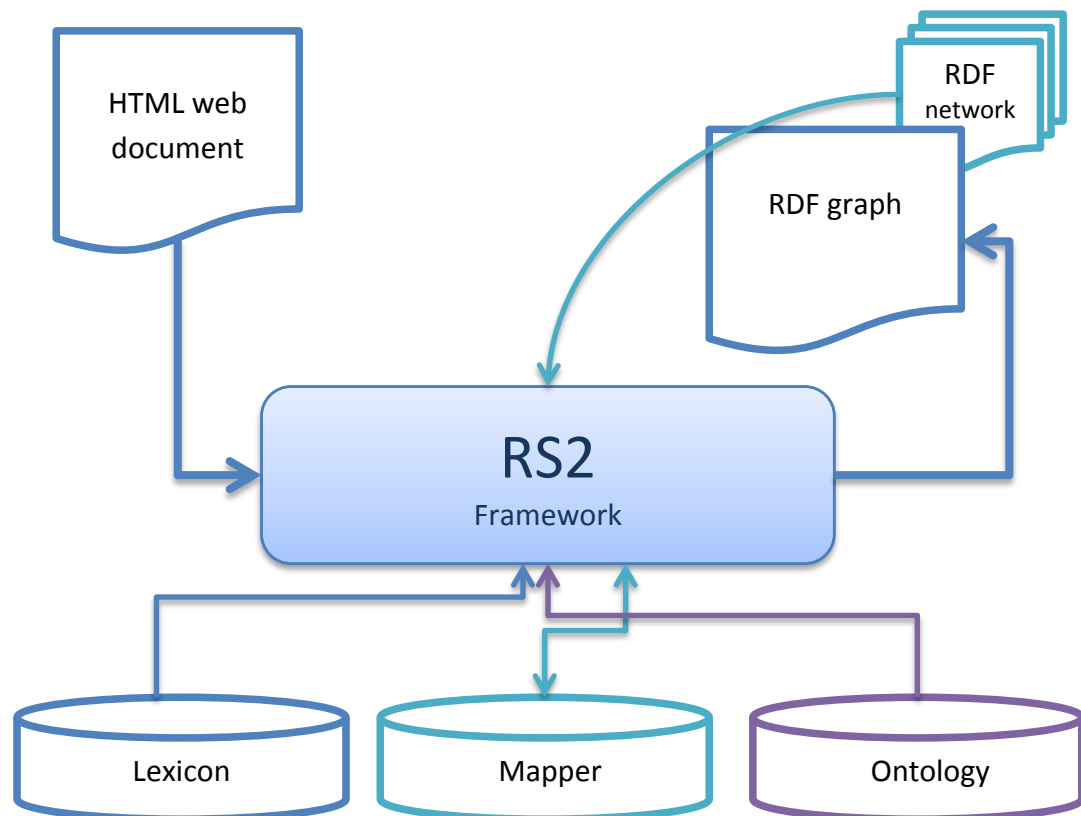 HTML web
document
RDF
network
RDF graph
RS2
Framework
Lexicon
Mapper
Ontology